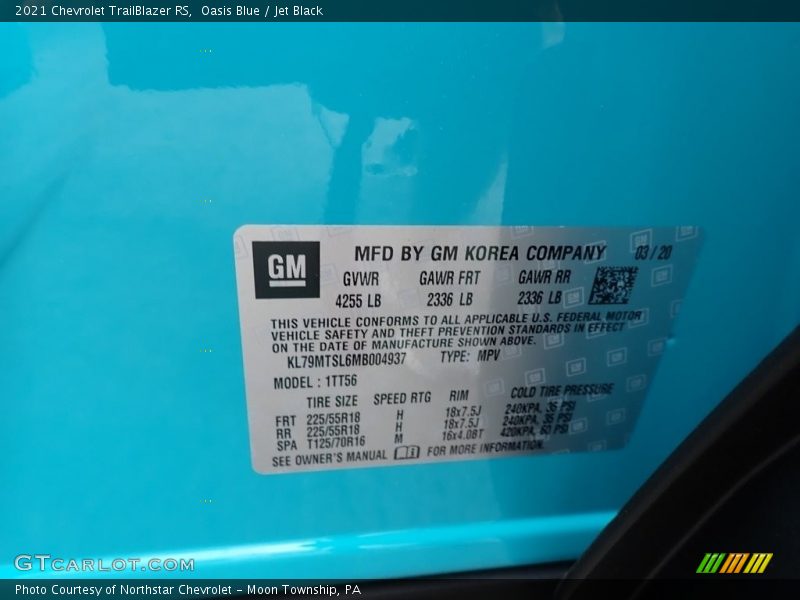 2021 Chevrolet TrailBlazer RS,  Oasis Blue / Jet Black
GM
MFD BY GM KOREA COMPANY 03/20
GVWR GAWR FRT GAWR RR
4255 LB 2336 LB 2336 LB
THIS VEHICLE CONFORMS TO ALL APPLICABLE U.S. FEDERAL MOTOR
VEHICLE SAFETY AND THEFT PREVENTION STANDARDS IN EFFECT
ON THE DATE OF MANUFACTURE SHOWN ABOVE.
KL79MTSL6MB004937 TYPE: MPV
MODEL : 1TT56
TIRE SIZE SPEED RTG RIM COLD TIRE PRESSURE
FRT 225/55R18 H 18x7.5J 240KPA, 35 PSI
RR 225/55R18 H 18x7.5J 240KPA, 35 PSI
SPA T125/70R16 M 16x4.0BT 420KPA, 60 PSI
SEE OWNER'S MANUAL FOR MORE INFORMATION.
GTCARLOT.COM
Photo Courtesy of Northstar Chevrolet - Moon Township, PA